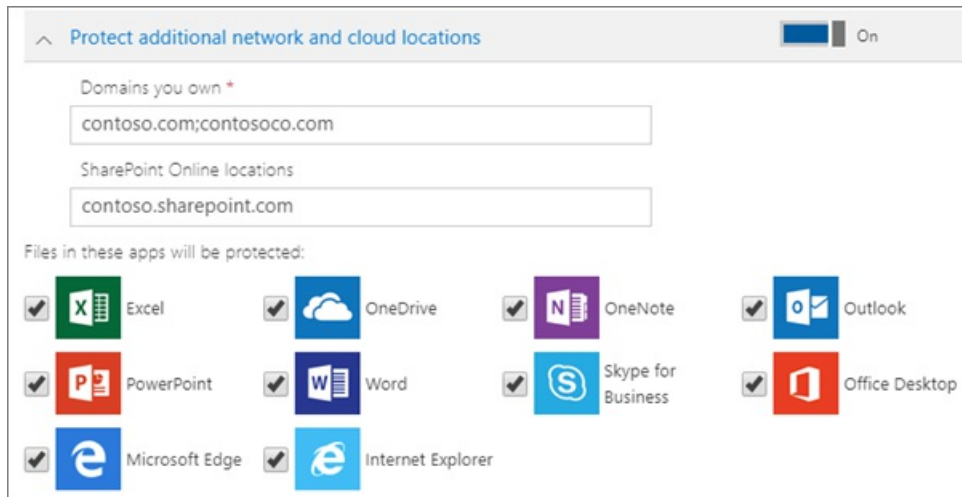 Protect additional network and cloud locations On
Domains you own *
contoso.com;contosoco.com
SharePoint Online locations
contoso.sharepoint.com
Files in these apps will be protected:
Excel OneDrive OneNote Outlook
PowerPoint Word Skype for Business Office Desktop
Microsoft Edge Internet Explorer